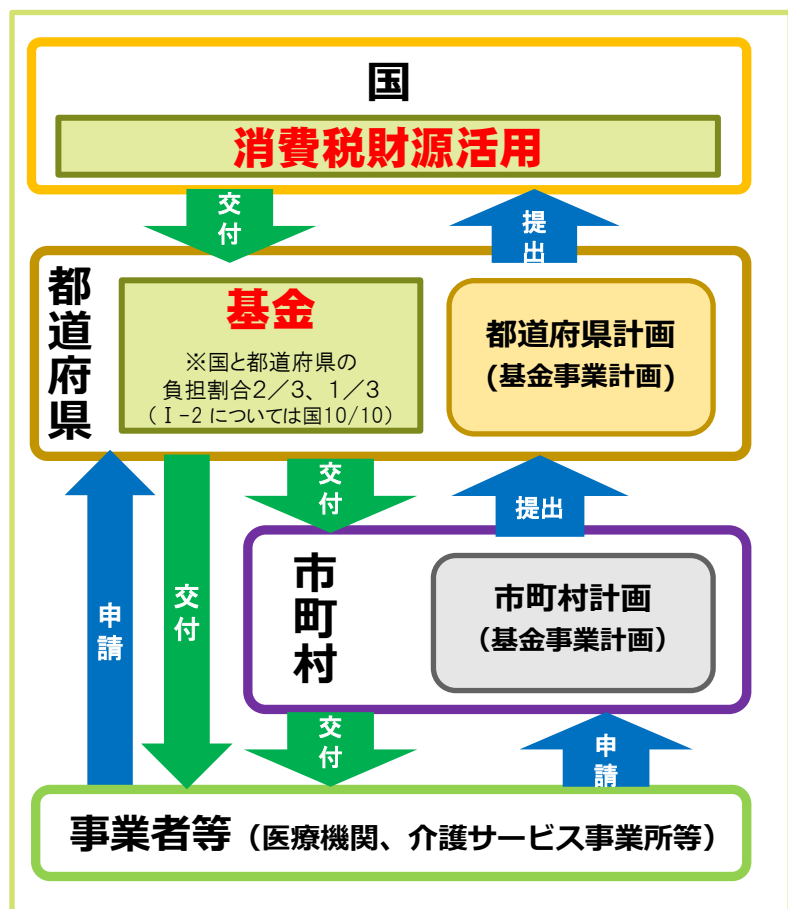 国
消費税財源活用
交付
提出
都道府県
基金
※国と都道府県の
負担割合2／3、1／3
（Ⅰ-2 については国10/10）
都道府県計画
(基金事業計画)
交付
提出
申請
交付
市町村
市町村計画
（基金事業計画）
交付
申請
事業者等（医療機関、介護サービス事業所等）